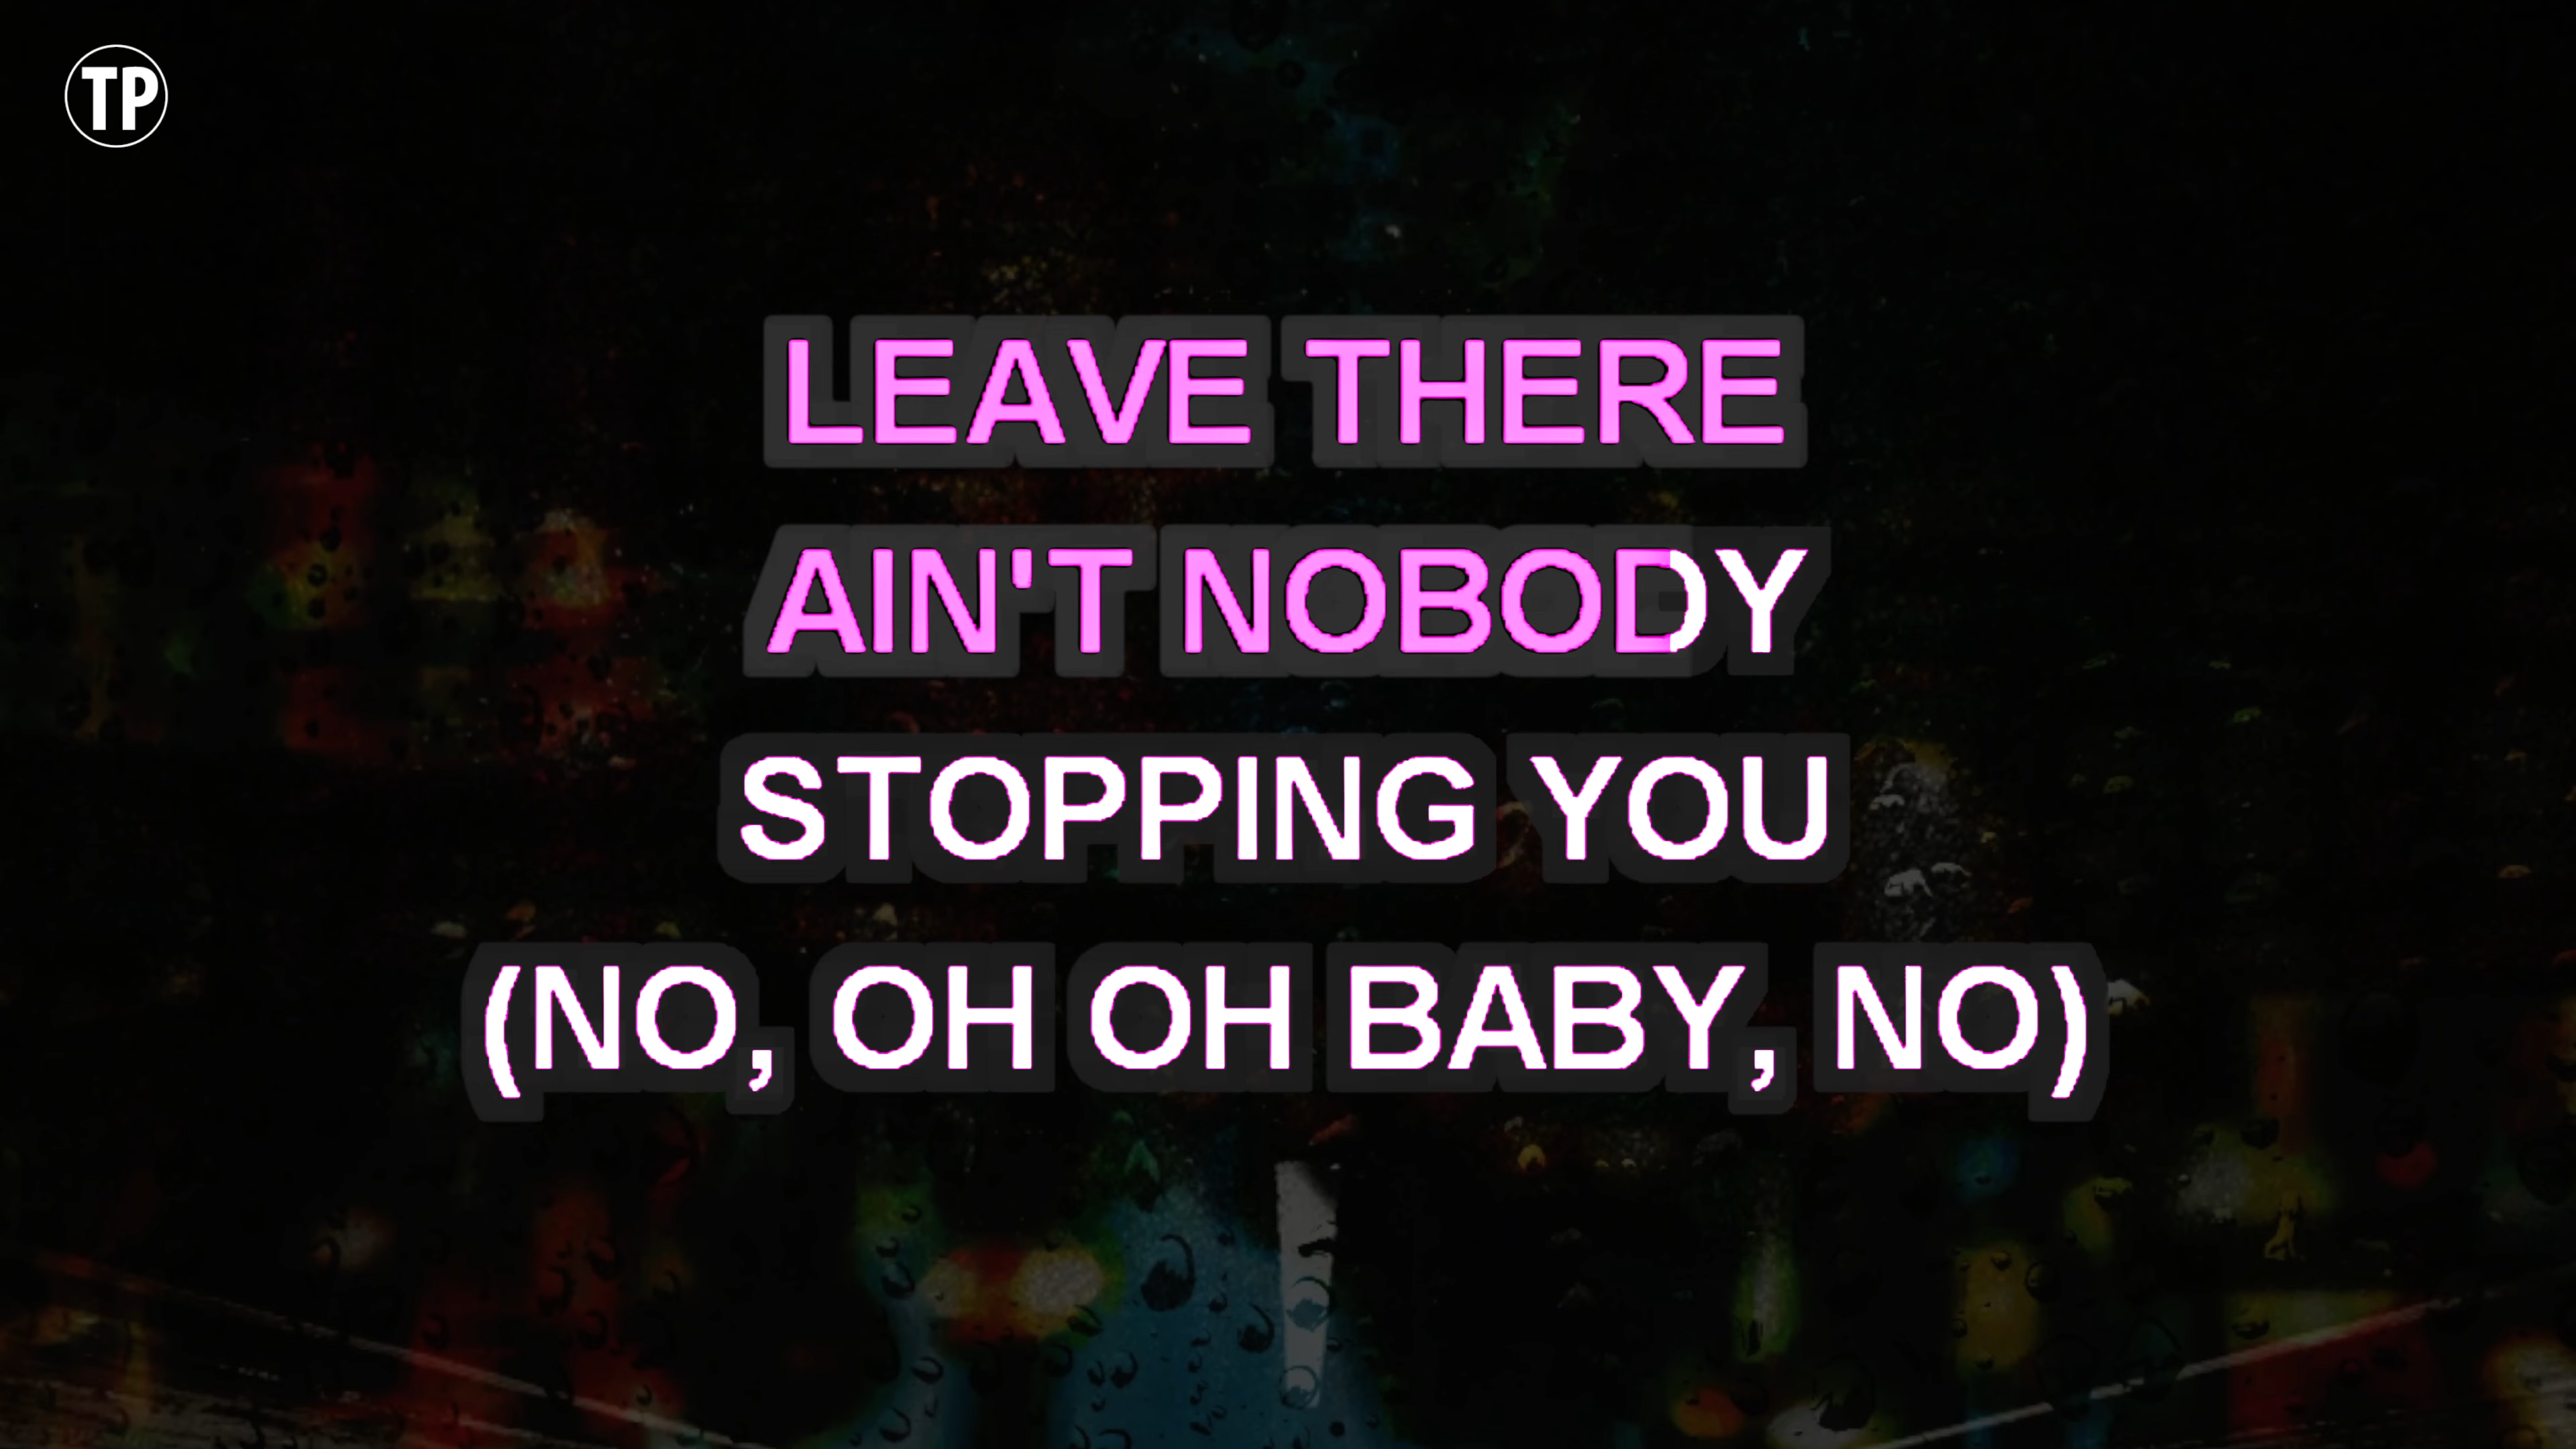 TP
LEAVE THERE
AIN'T NOBODY
STOPPING YOU
(NO, OH OH BABY, NO)